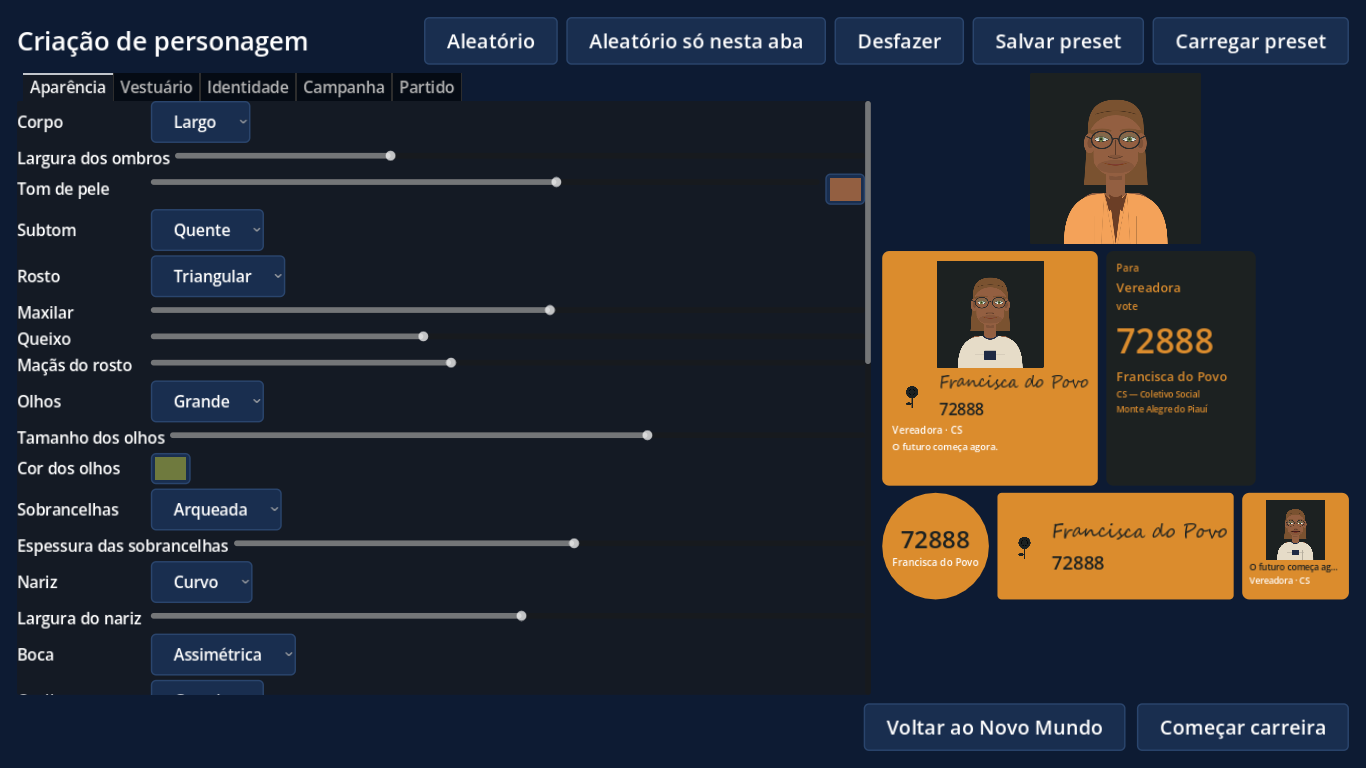 Criação de personagem
Aleatório
Aleatório só nesta aba
Desfazer
Salvar preset
Carregar preset
Aparência
Vestuário
Identidade
Campanha
Partido
Corpo
Largo
Largura dos ombros
Tom de pele
Subtom
Quente
Rosto
Triangular
Maxilar
Queixo
Maçãs do rosto
Olhos
Grande
Tamanho dos olhos
Cor dos olhos
Sobrancelhas
Arqueada
Espessura das sobrancelhas
Nariz
Curvo
Largura do nariz
Boca
Assimétrica
Francisca do Povo
72888
Vereadora · CS
O futuro começa agora.
Para
Vereadora
vote
72888
Francisca do Povo
CS — Coletivo Social
Monte Alegre do Piauí
72888
Francisca do Povo
Francisca do Povo
72888
O futuro começa ag...
Vereadora · CS
Voltar ao Novo Mundo
Começar carreira